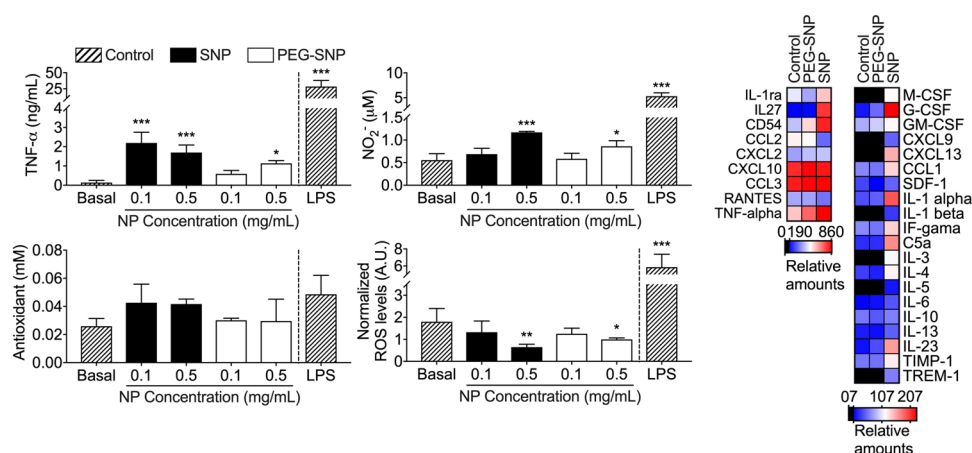 Control SNP PEG-SNP
TNF-α (ng/mL)
50
25
4
3
2
1
0
***
***
*
***
Basal 0.1 0.5 0.1 0.5 LPS
NP Concentration (mg/mL)
NO2- (μM)
10
5
1.5
1.0
0.5
0.0
***
*
***
Basal 0.1 0.5 0.1 0.5 LPS
NP Concentration (mg/mL)
Antioxidant (mM)
0.08
0.06
0.04
0.02
0.00
Basal 0.1 0.5 0.1 0.5 LPS
NP Concentration (mg/mL)
Normalized
ROS levels (A.U.)
8
6
3
2
1
0
**
*
***
Basal 0.1 0.5 0.1 0.5 LPS
NP Concentration (mg/mL)
Control
PEG-SNP
SNP
IL-1ra
IL27
CD54
CCL2
CXCL2
CXCL10
CCL3
RANTES
TNF-alpha
0 190 860
Relative
amounts
Control
PEG-SNP
SNP
M-CSF
G-CSF
GM-CSF
CXCL9
CXCL13
CCL1
SDF-1
IL-1 alpha
IL-1 beta
IF-gama
C5a
IL-3
IL-4
IL-5
IL-6
IL-10
IL-13
IL-23
TIMP-1
TREM-1
07 107 207
Relative
amounts